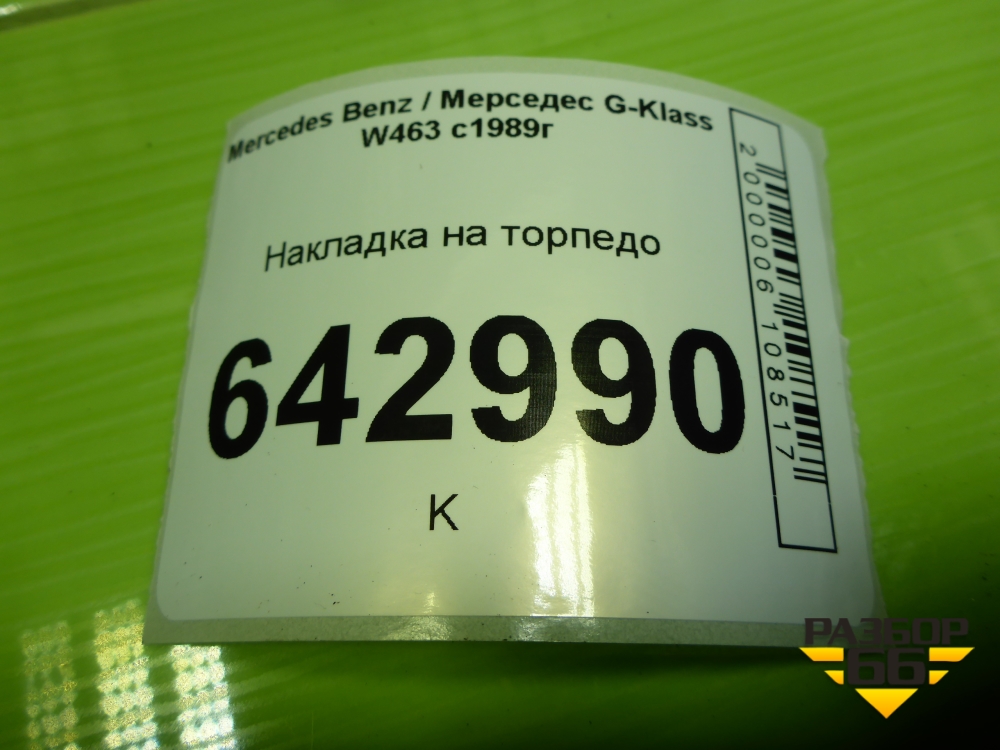 Mercedes Benz / Мерседес G-Klass
W463 с1989г
Накладка на торпедо
642990
К
2000006108517
РАЗБОР
66